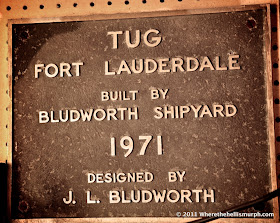 TUG
FORT LAUDERDALE
BUILT BY
BLUDWORTH SHIPYARD
1971
DESIGNED BY
J. L. BLUDWORTH
© 2011 Wherethehellismurph.com